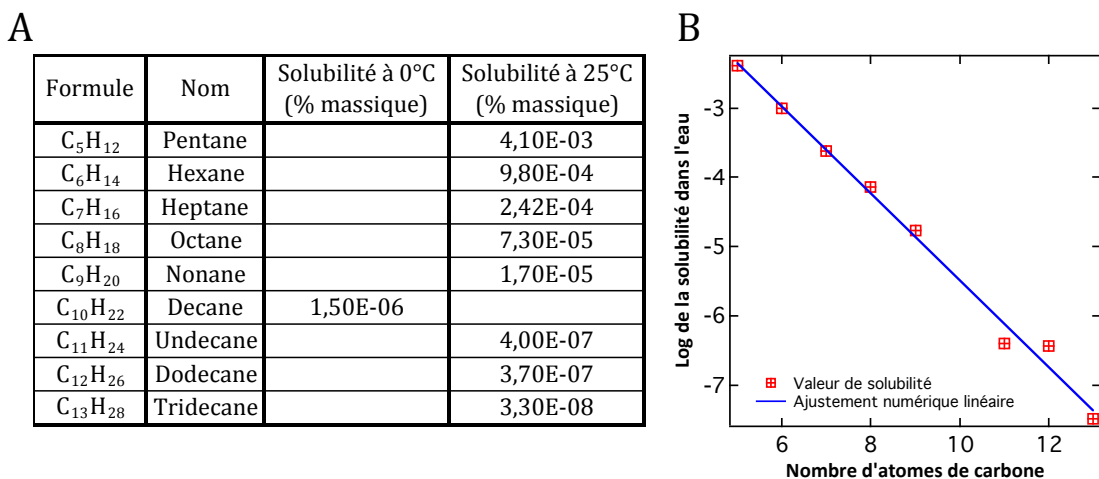 A
Formule Nom Solubilité à 0°C (% massique) Solubilité à 25°C (% massique)
C₅H₁₂ Pentane 4,10E-03
C₆H₁₄ Hexane 9,80E-04
C₇H₁₆ Heptane 2,42E-04
C₈H₁₈ Octane 7,30E-05
C₉H₂₀ Nonane 1,70E-05
C₁₀H₂₂ Decane 1,50E-06
C₁₁H₂₄ Undecane 4,00E-07
C₁₂H₂₆ Dodecane 3,70E-07
C₁₃H₂₈ Tridecane 3,30E-08
B
Log de la solubilité dans l'eau
-3
-4
-5
-6
-7
Valeur de solubilité
Ajustement numérique linéaire
6 8 10 12
Nombre d'atomes de carbone